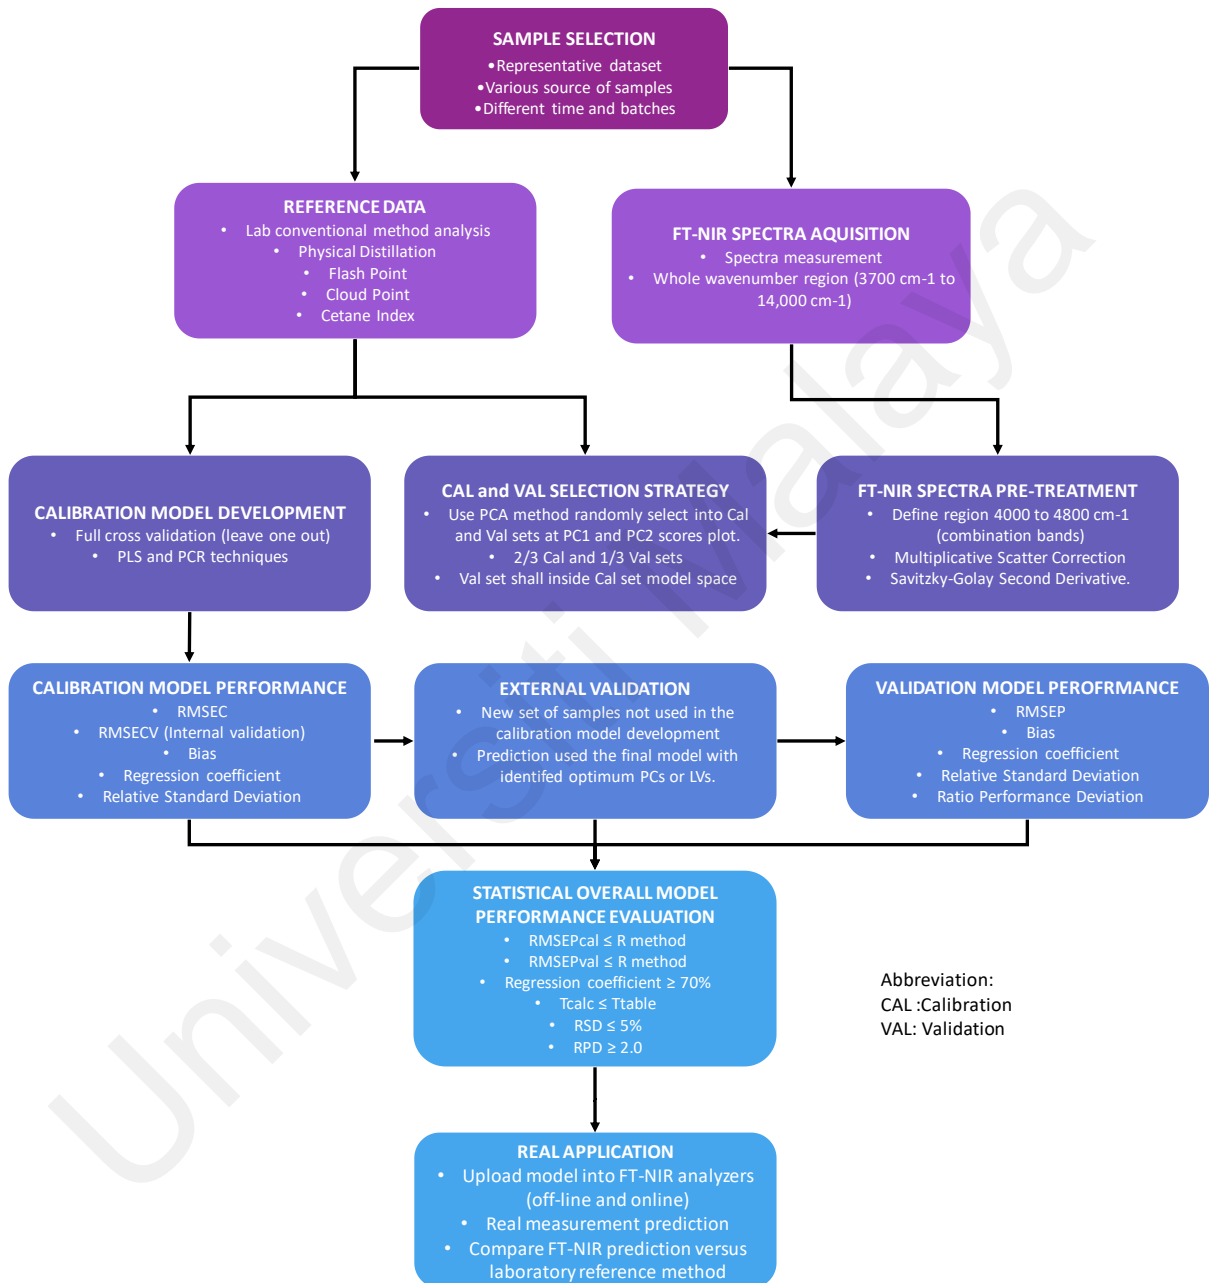 SAMPLE SELECTION
•Representative dataset
•Various source of samples
•Different time and batches
REFERENCE DATA
• Lab conventional method analysis
• Physical Distillation
• Flash Point
• Cloud Point
• Cetane Index
FT-NIR SPECTRA AQUISITION
• Spectra measurement
• Whole wavenumber region (3700 cm-1 to
14,000 cm-1)
CALIBRATION MODEL DEVELOPMENT
• Full cross validation (leave one out)
• PLS and PCR techniques
CAL and VAL SELECTION STRATEGY
• Use PCA method randomly select into Cal
and Val sets at PC1 and PC2 scores plot.
• 2/3 Cal and 1/3 Val sets
• Val set shall inside Cal set model space
FT-NIR SPECTRA PRE-TREATMENT
• Define region 4000 to 4800 cm-1
(combination bands)
• Multiplicative Scatter Correction
• Savitzky-Golay Second Derivative.
CALIBRATION MODEL PERFORMANCE
• RMSEC
• RMSECV (Internal validation)
• Bias
• Regression coefficient
• Relative Standard Deviation
EXTERNAL VALIDATION
• New set of samples not used in the
calibration model development
• Prediction used the final model with
identifed optimum PCs or LVs.
VALIDATION MODEL PEROFRMANCE
• RMSEP
• Bias
• Regression coefficient
• Relative Standard Deviation
• Ratio Performance Deviation
STATISTICAL OVERALL MODEL
PERFORMANCE EVALUATION
• RMSEPcal ≤ R method
• RMSEPval ≤ R method
• Regression coefficient ≥ 70%
• Tcalc ≤ Ttable
• RSD ≤ 5%
• RPD ≥ 2.0
Abbreviation:
CAL :Calibration
VAL: Validation
REAL APPLICATION
• Upload model into FT-NIR analyzers
(off-line and online)
• Real measurement prediction
• Compare FT-NIR prediction versus
laboratory reference method
Universiti Malaya